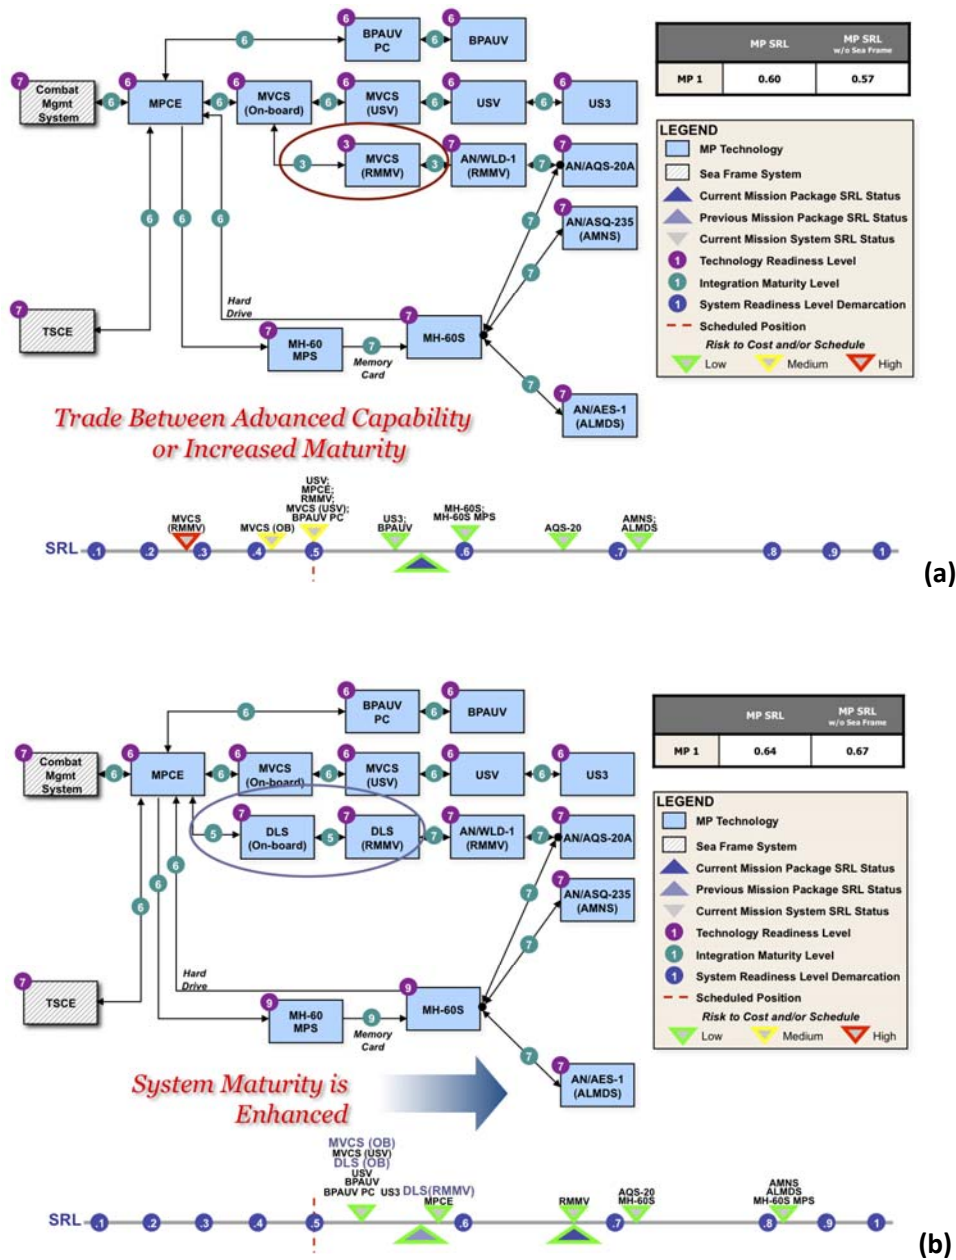 6
BPAUV
PC
6
6
6
BPAUV
MP SRL
MP SRL
w/o Sea Frame
MP 1
0.60
0.57
7
Combat
Mgmt
System
6
6
MPCE
6
6
MVCS
(On-board)
6
6
MVCS
(USV)
6
6
USV
6
6
US3
3
3
MVCS
(RMMV)
3
7
AN/WLD-1
(RMMV)
7
7
AN/AQS-20A
7
AN/ASQ-235
(AMNS)
7
7
6
6
6
7
TSCE
Hard
Drive
7
MH-60
MPS
7
Memory
Card
7
MH-60S
7
7
AN/AES-1
(ALMDS)
LEGEND
MP Technology
Sea Frame System
Current Mission Package SRL Status
Previous Mission Package SRL Status
Current Mission System SRL Status
1 Technology Readiness Level
1 Integration Maturity Level
1 System Readiness Level Demarcation
Scheduled Position
Risk to Cost and/or Schedule
Low Medium High
Trade Between Advanced Capability
or Increased Maturity
MVCS
(RMMV)
MVCS (OB)
USV;
MPCE;
RMMV;
MVCS (USV);
BPAUV PC
US3;
BPAUV
MH-60S;
MH-60S MPS
AQS-20
AMNS;
ALMDS
SRL .1 .2 .3 .4 .5 .6 .7 .8 .9 1
(a)
6
BPAUV
PC
6
6
6
BPAUV
MP SRL
MP SRL
w/o Sea Frame
MP 1
0.64
0.67
7
Combat
Mgmt
System
6
6
MPCE
6
6
MVCS
(On-board)
6
6
MVCS
(USV)
6
6
USV
6
6
US3
5
7
DLS
(On-board)
5
7
DLS
(RMMV)
7
7
AN/WLD-1
(RMMV)
7
7
AN/AQS-20A
7
AN/ASQ-235
(AMNS)
7
7
6
6
6
7
TSCE
Hard
Drive
9
MH-60
MPS
9
Memory
Card
9
MH-60S
7
7
AN/AES-1
(ALMDS)
LEGEND
MP Technology
Sea Frame System
Current Mission Package SRL Status
Previous Mission Package SRL Status
Current Mission System SRL Status
1 Technology Readiness Level
1 Integration Maturity Level
1 System Readiness Level Demarcation
Scheduled Position
Risk to Cost and/or Schedule
Low Medium High
System Maturity is
Enhanced
MVCS (OB)
MVCS (USV)
DLS (OB)
USV
BPAUV
BPAUV PC US3
DLS(RMMV)
MPCE
RMMV
AQS-20
MH-60S
AMNS
ALMDS
MH-60S MPS
SRL .1 .2 .3 .4 .5 .6 .7 .8 .9 1
(b)